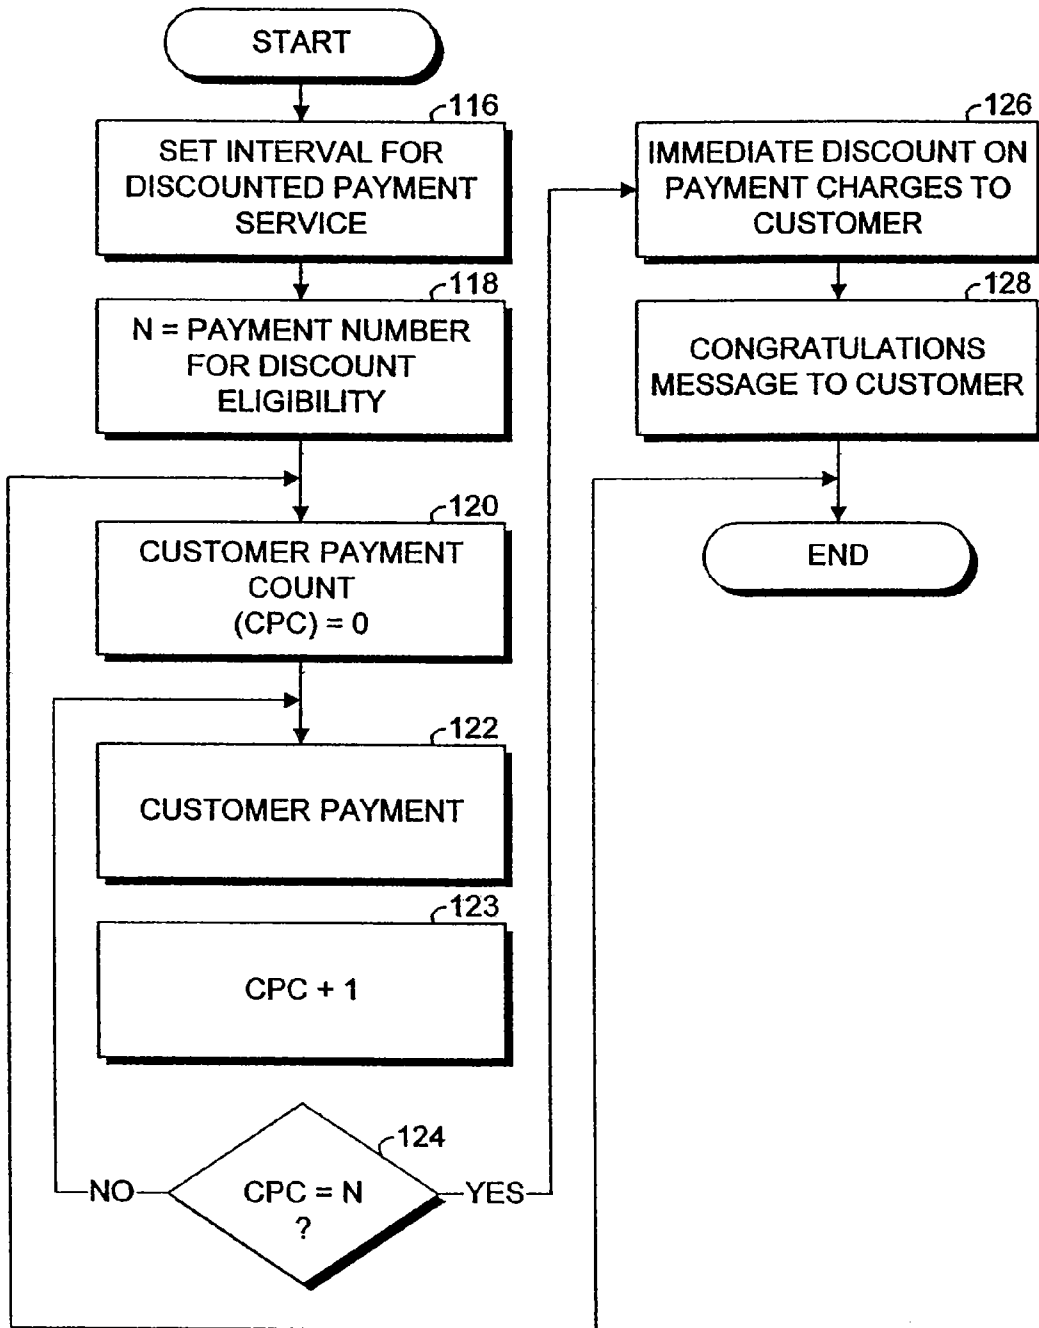 START
116
SET INTERVAL FOR
DISCOUNTED PAYMENT
SERVICE
118
N = PAYMENT NUMBER
FOR DISCOUNT
ELIGIBILITY
120
CUSTOMER PAYMENT
COUNT
(CPC) = 0
122
CUSTOMER PAYMENT
123
CPC + 1
124
CPC = N
?
NO
YES
126
IMMEDIATE DISCOUNT ON
PAYMENT CHARGES TO
CUSTOMER
128
CONGRATULATIONS
MESSAGE TO CUSTOMER
END